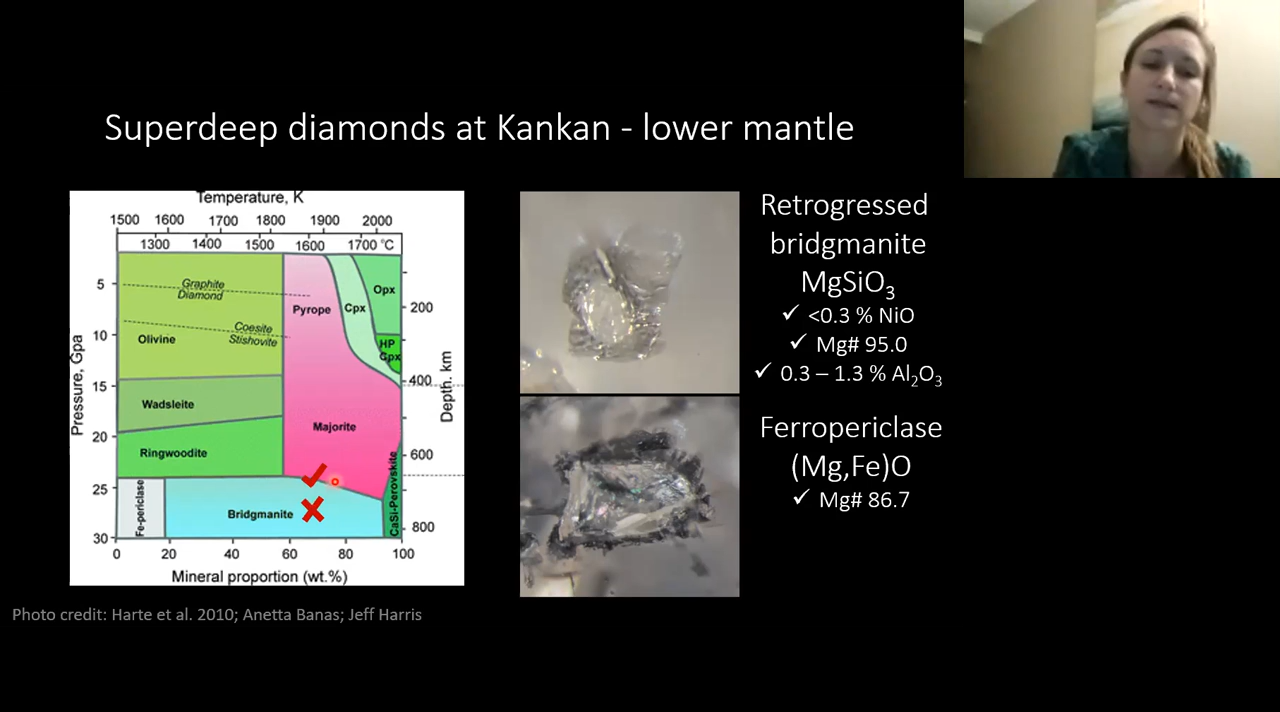 Superdeep diamonds at Kankan - lower mantle
Temperature, K
1500 1600 1700 1800 1900 2000
1300 1400 1500 1600 1700 °C
Pressure, Gpa
5
10
15
20
25
30
Graphite
Diamond
Coesite
Stishovite
Olivine
Wadsleite
Ringwoodite
Fe-periclase
Bridgmanite
Pyrope
Cpx
Opx
HP
Cpx
Majorite
CaSi-Perovskite
200
400
600
800
Depth. km
0 20 40 60 80 100
Mineral proportion (wt.%)
Retrogressed
bridgmanite
MgSiO₃
✓ <0.3 % NiO
✓ Mg# 95.0
✓ 0.3 – 1.3 % Al₂O₃
Ferropericlase
(Mg,Fe)O
✓ Mg# 86.7
Photo credit: Harte et al. 2010; Anetta Banas; Jeff Harris